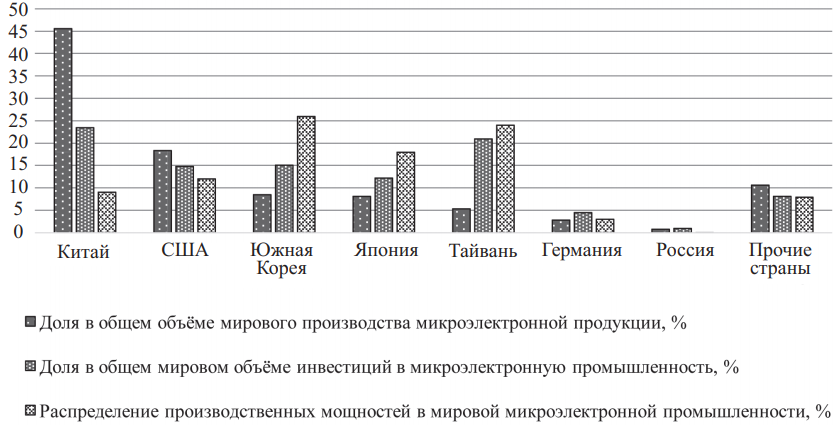 50
45
40
35
30
25
20
15
10
5
0
Китай
США
Южная
Корея
Япония
Тайвань
Германия
Россия
Прочие
страны
Доля в общем объёме мирового производства микроэлектронной продукции, %
Доля в общем мировом объёме инвестиций в микроэлектронную промышленность, %
Распределение производственных мощностей в мировой микроэлектронной промышленности, %